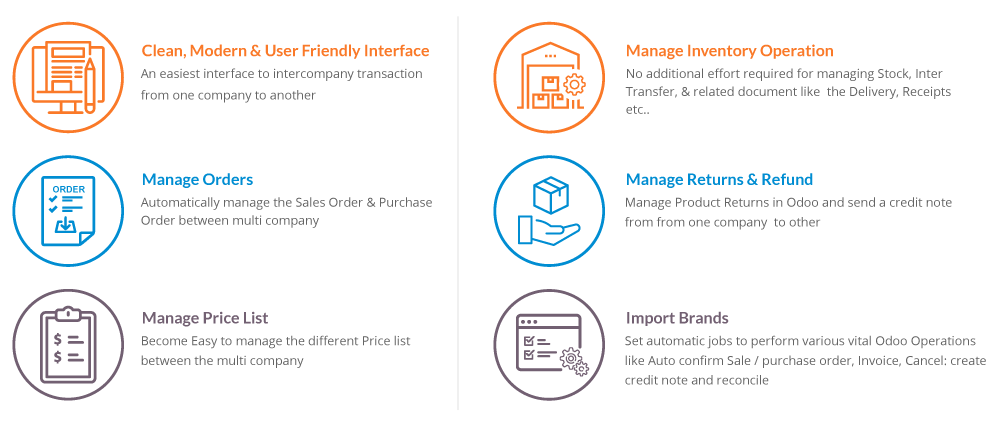 Clean, Modern & User Friendly Interface
An easiest interface to intercompany transaction
from one company to another
ORDER
Manage Orders
Automatically manage the Sales Order & Purchase
Order between multi company
$
$
Manage Price List
Become Easy to manage the different Price list
between the multi company
Manage Inventory Operation
No additional effort required for managing Stock, Inter
Transfer, & related document like  the Delivery, Receipts
etc..
Manage Returns & Refund
Manage Product Returns in Odoo and send a credit note
from from one company  to other
Import Brands
Set automatic jobs to perform various vital Odoo Operations
like Auto confirm Sale / purchase order, Invoice, Cancel: create
credit note and reconcile